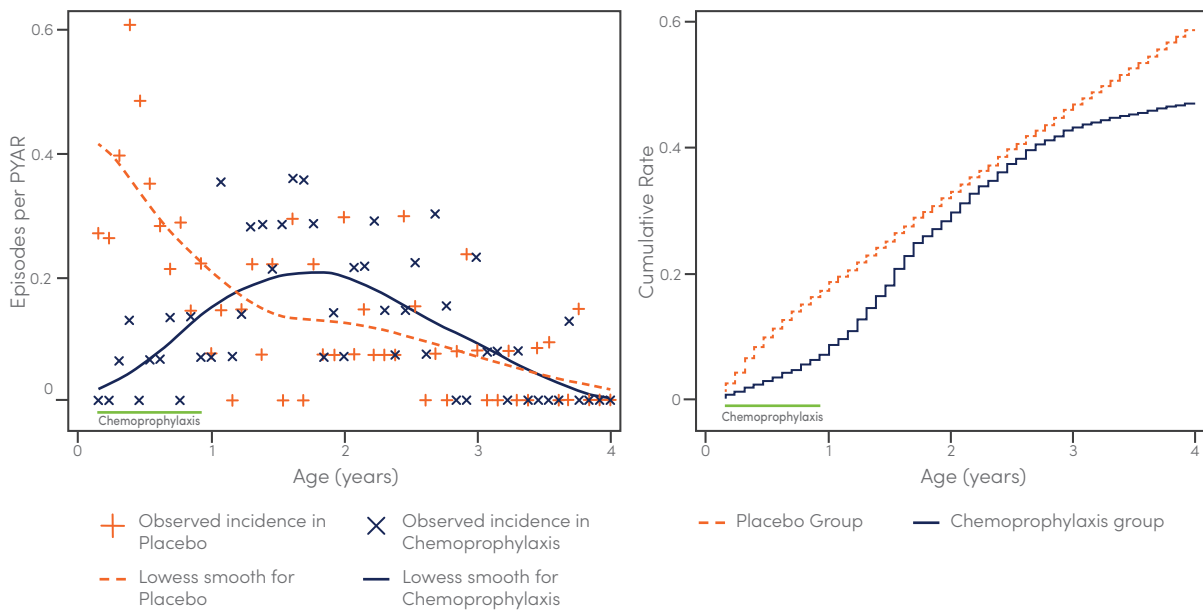 Episodes per PYAR
0.6
0.4
0.2
0
Chemoprophylaxis
0
1
2
3
4
Age (years)
Observed incidence in
Placebo
Observed incidence in
Chemoprophylaxis
Lowess smooth for
Placebo
Lowess smooth for
Chemoprophylaxis
Cumulative Rate
0.6
0.4
0.2
0
Chemoprophylaxis
0
1
2
3
4
Age (years)
Placebo Group
Chemoprophylaxis group